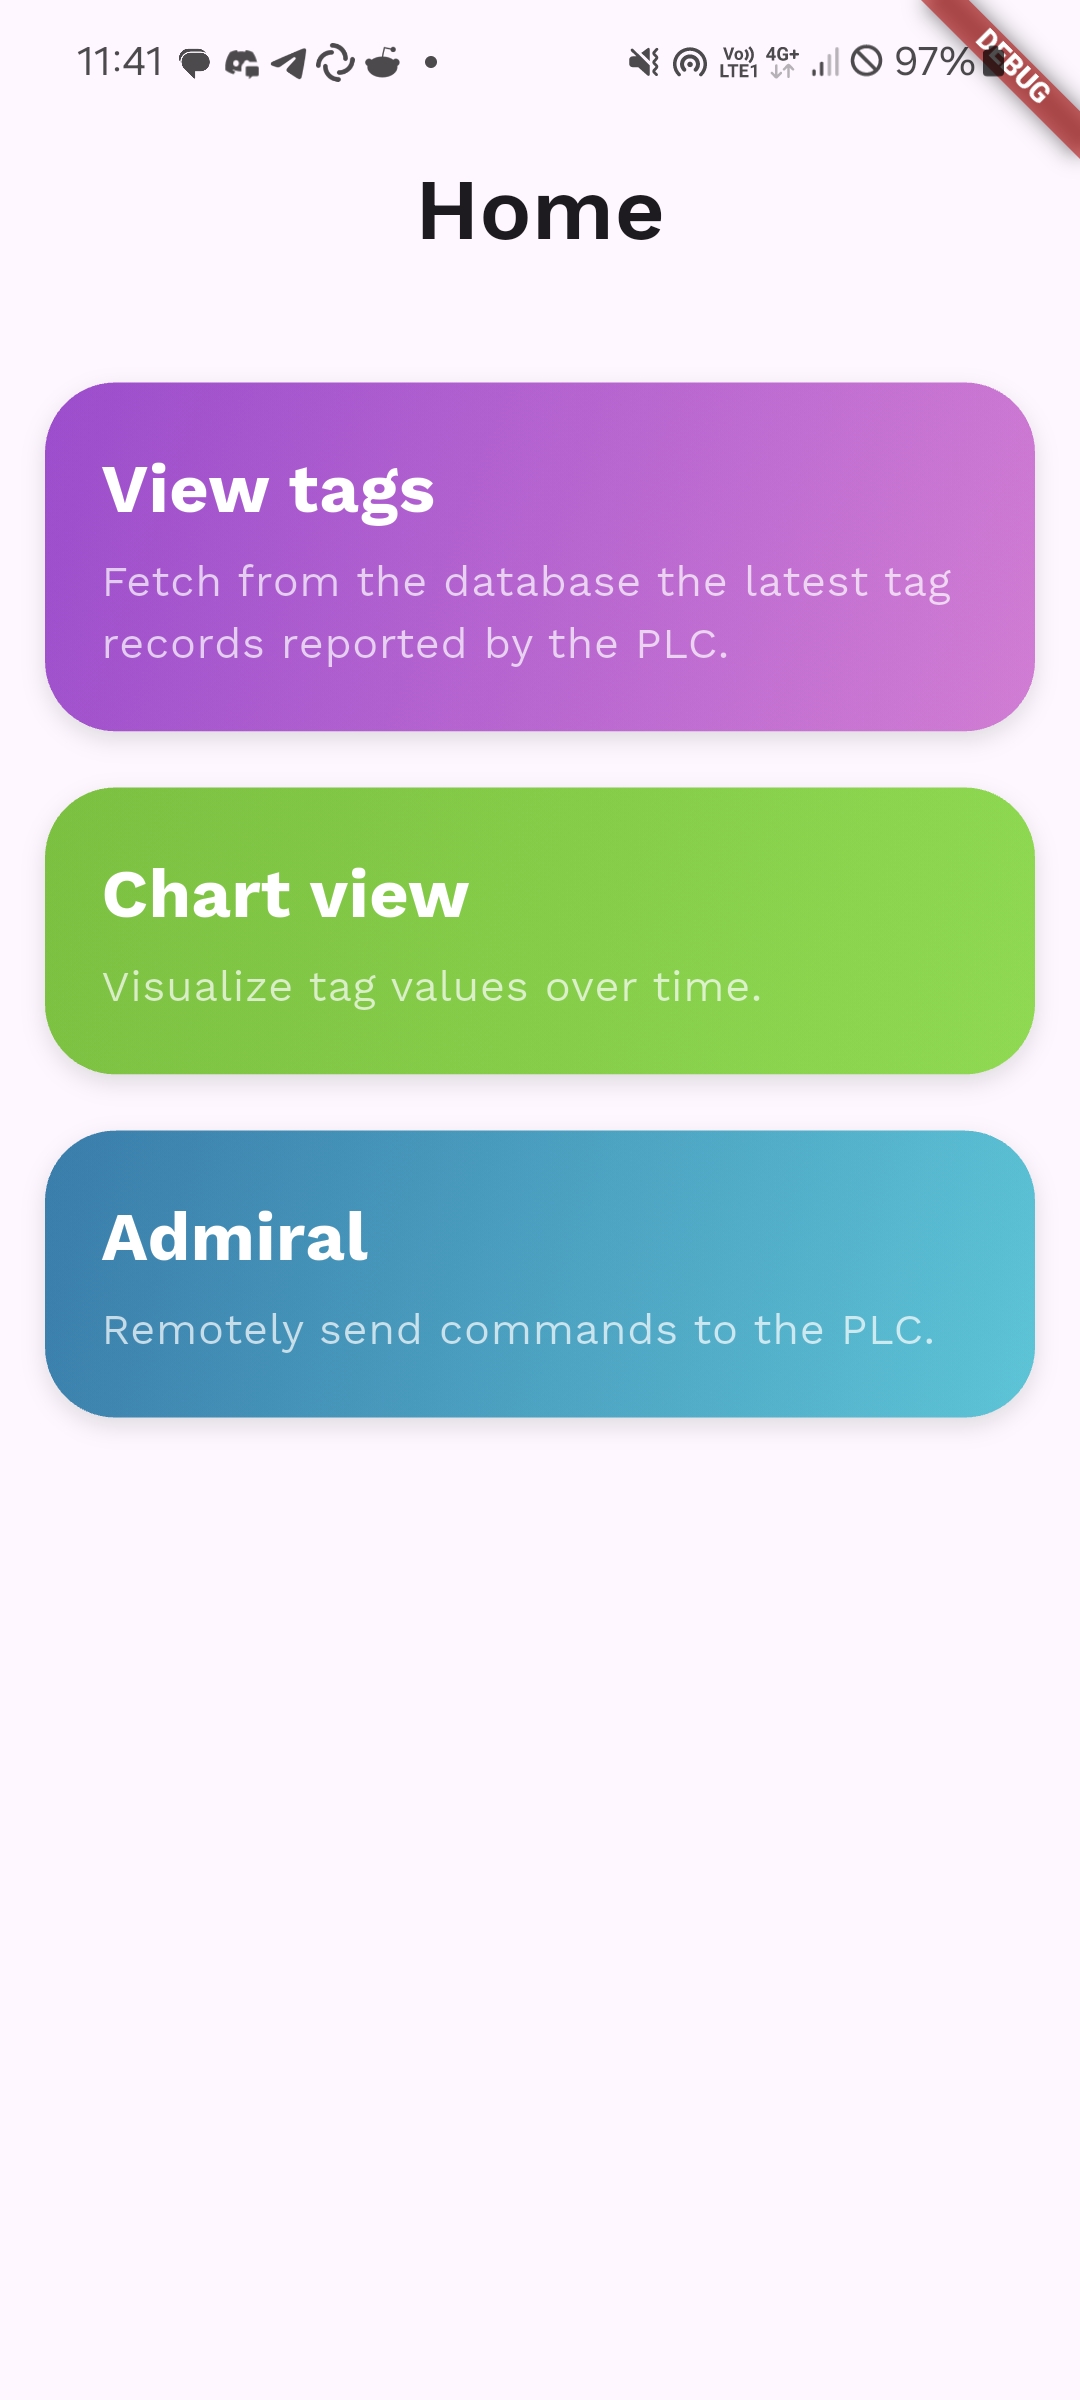 11:41
Vo)) LTE1 4G+ 97%
DEBUG
Home
View tags
Fetch from the database the latest tag
records reported by the PLC.
Chart view
Visualize tag values over time.
Admiral
Remotely send commands to the PLC.